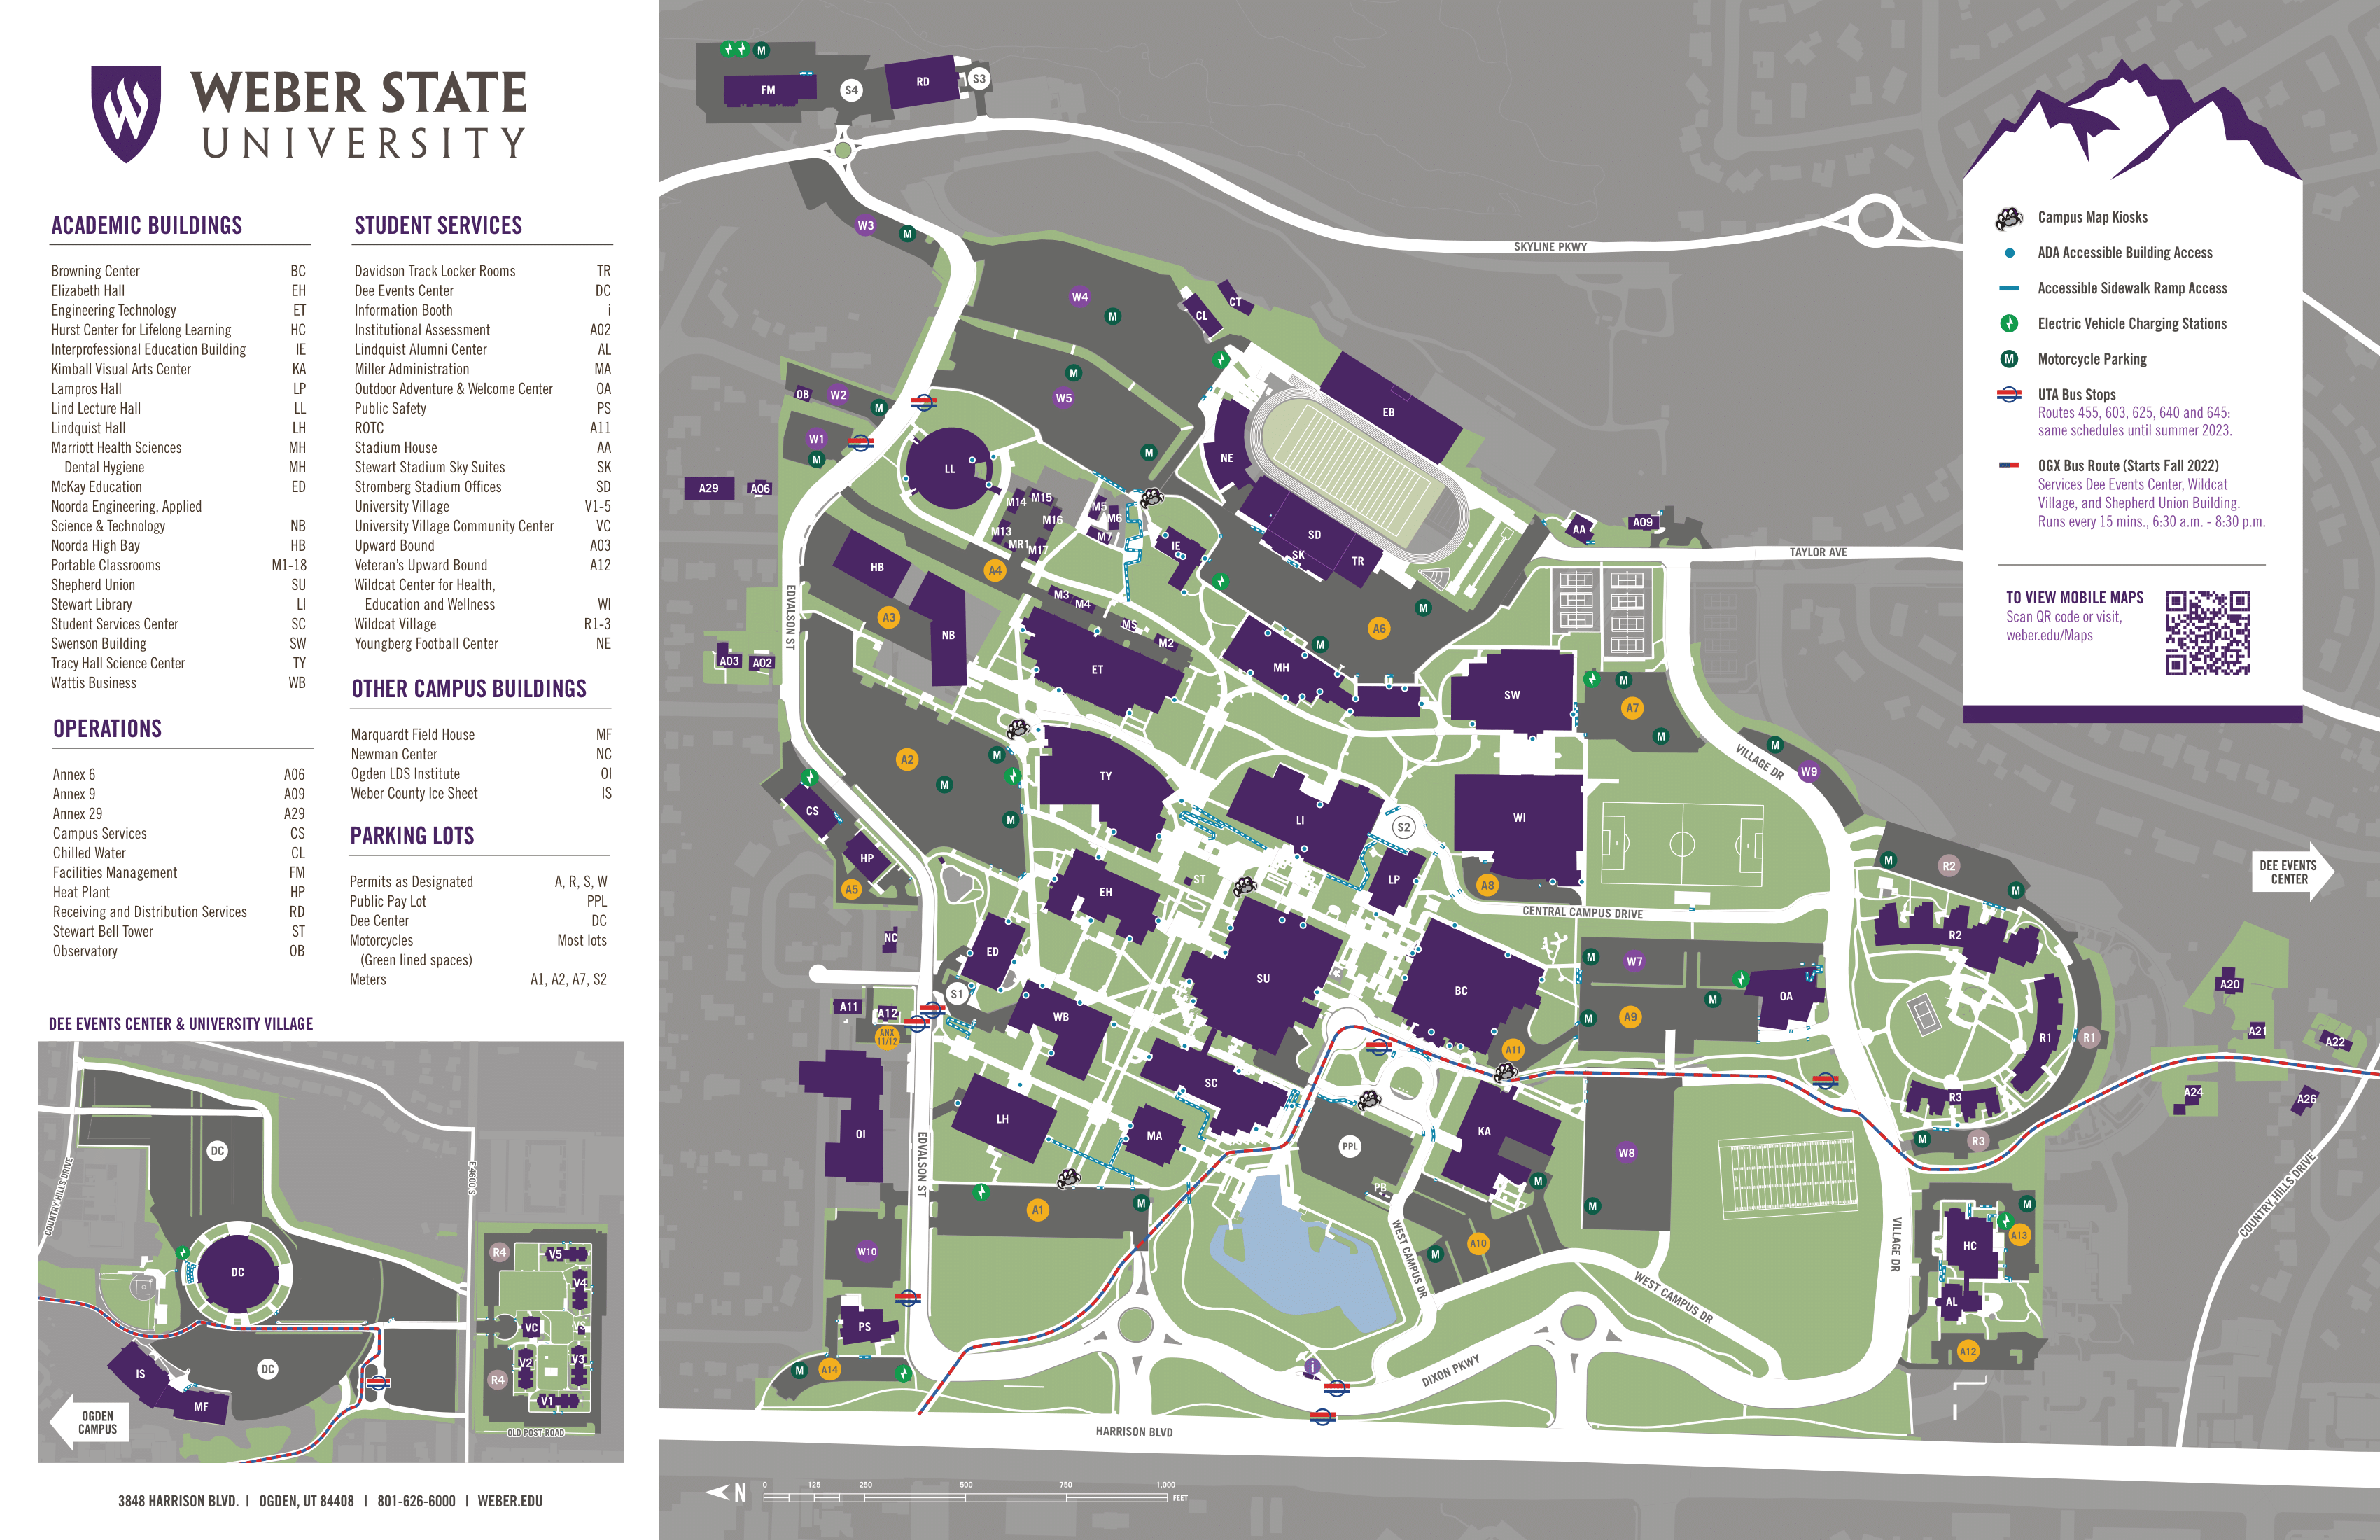 WEBER STATE
UNIVERSITY
ACADEMIC BUILDINGS
Browning Center BC
Elizabeth Hall EH
Engineering Technology ET
Hurst Center for Lifelong Learning HC
Interprofessional Education Building IE
Kimball Visual Arts Center KA
Lampros Hall LP
Lind Lecture Hall LL
Lindquist Hall LH
Marriott Health Sciences MH
Dental Hygiene MH
McKay Education ED
Noorda Engineering, Applied
Science & Technology NB
Noorda High Bay HB
Portable Classrooms M1-18
Shepherd Union SU
Stewart Library LI
Student Services Center SC
Swenson Building SW
Tracy Hall Science Center TY
Wattis Business WB
OPERATIONS
Annex 6 A06
Annex 9 A09
Annex 29 A29
Campus Services CS
Chilled Water CL
Facilities Management FM
Heat Plant HP
Receiving and Distribution Services RD
Stewart Bell Tower ST
Observatory OB
STUDENT SERVICES
Davidson Track Locker Rooms TR
Dee Events Center DC
Information Booth i
Institutional Assessment A02
Lindquist Alumni Center AL
Miller Administration MA
Outdoor Adventure & Welcome Center OA
Public Safety PS
ROTC A11
Stadium House AA
Stewart Stadium Sky Suites SK
Stromberg Stadium Offices SD
University Village V1-5
University Village Community Center VC
Upward Bound A03
Veteran's Upward Bound A12
Wildcat Center for Health,
Education and Wellness WI
Wildcat Village R1-3
Youngberg Football Center NE
OTHER CAMPUS BUILDINGS
Marquardt Field House MF
Newman Center NC
Ogden LDS Institute OI
Weber County Ice Sheet IS
PARKING LOTS
Permits as Designated A, R, S, W
Public Pay Lot PPL
Dee Center DC
Motorcycles Most lots
(Green lined spaces)
Meters A1, A2, A7, S2
DEE EVENTS CENTER & UNIVERSITY VILLAGE
COUNTRY HILLS DRIVE
E 4600 S
DC
DC
DC
IS
MF
R4
R4
V5
V4
VC
VS
V2
V3
V1
OLD POST ROAD
OGDEN
CAMPUS
3848 HARRISON BLVD. | OGDEN, UT 84408 | 801-626-6000 | WEBER.EDU
M
FM
S4
RD
S3
W3
M
SKYLINE PKWY
W4
M
CL
CT
M
W5
OB
W2
M
W1
M
EB
LL
M
NE
A29
A06
M14
M15
M5
M6
M16
M13
M7
MR1
M17
IE
SD
SK
TR
AA
A09
TAYLOR AVE
HB
A4
M3
M4
A3
NB
MS
M2
M
A6
M
EDVALSON ST
A03
A02
ET
MH
SW
M
A7
M
A2
M
M
M
TY
VILLAGE DR
M
W9
CS
HP
A5
LI
S2
WI
LP
A8
CENTRAL CAMPUS DRIVE
M
R2
M
DEE EVENTS
CENTER
EH
ST
NC
ED
S1
SU
BC
M
W7
M
A9
M
OA
R2
R1
R1
A20
A21
A22
A11
A12
ANX
11/12
WB
A11
SC
LH
MA
OI
KA
PPL
PB
W8
M
M
R3
M
R3
A24
A26
COUNTRY HILLS DRIVE
EDVALSON ST
A1
M
W10
WEST CAMPUS DR
M
A10
WEST CAMPUS DR
VILLAGE DR
M
HC
A13
AL
A12
PS
M
A14
i
DIXON PKWY
HARRISON BLVD
N
0 125 250 500 750 1,000
FEET
Campus Map Kiosks
ADA Accessible Building Access
Accessible Sidewalk Ramp Access
Electric Vehicle Charging Stations
M Motorcycle Parking
UTA Bus Stops
Routes 455, 603, 625, 640 and 645:
same schedules until summer 2023.
OGX Bus Route (Starts Fall 2022)
Services Dee Events Center, Wildcat
Village, and Shepherd Union Building.
Runs every 15 mins., 6:30 a.m. - 8:30 p.m.
TO VIEW MOBILE MAPS
Scan QR code or visit,
weber.edu/Maps